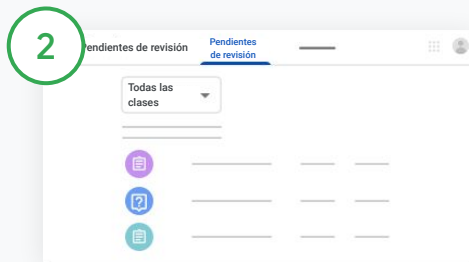 2
Pendientes de revisión
Pendientes
de revisión
Todas las
clases